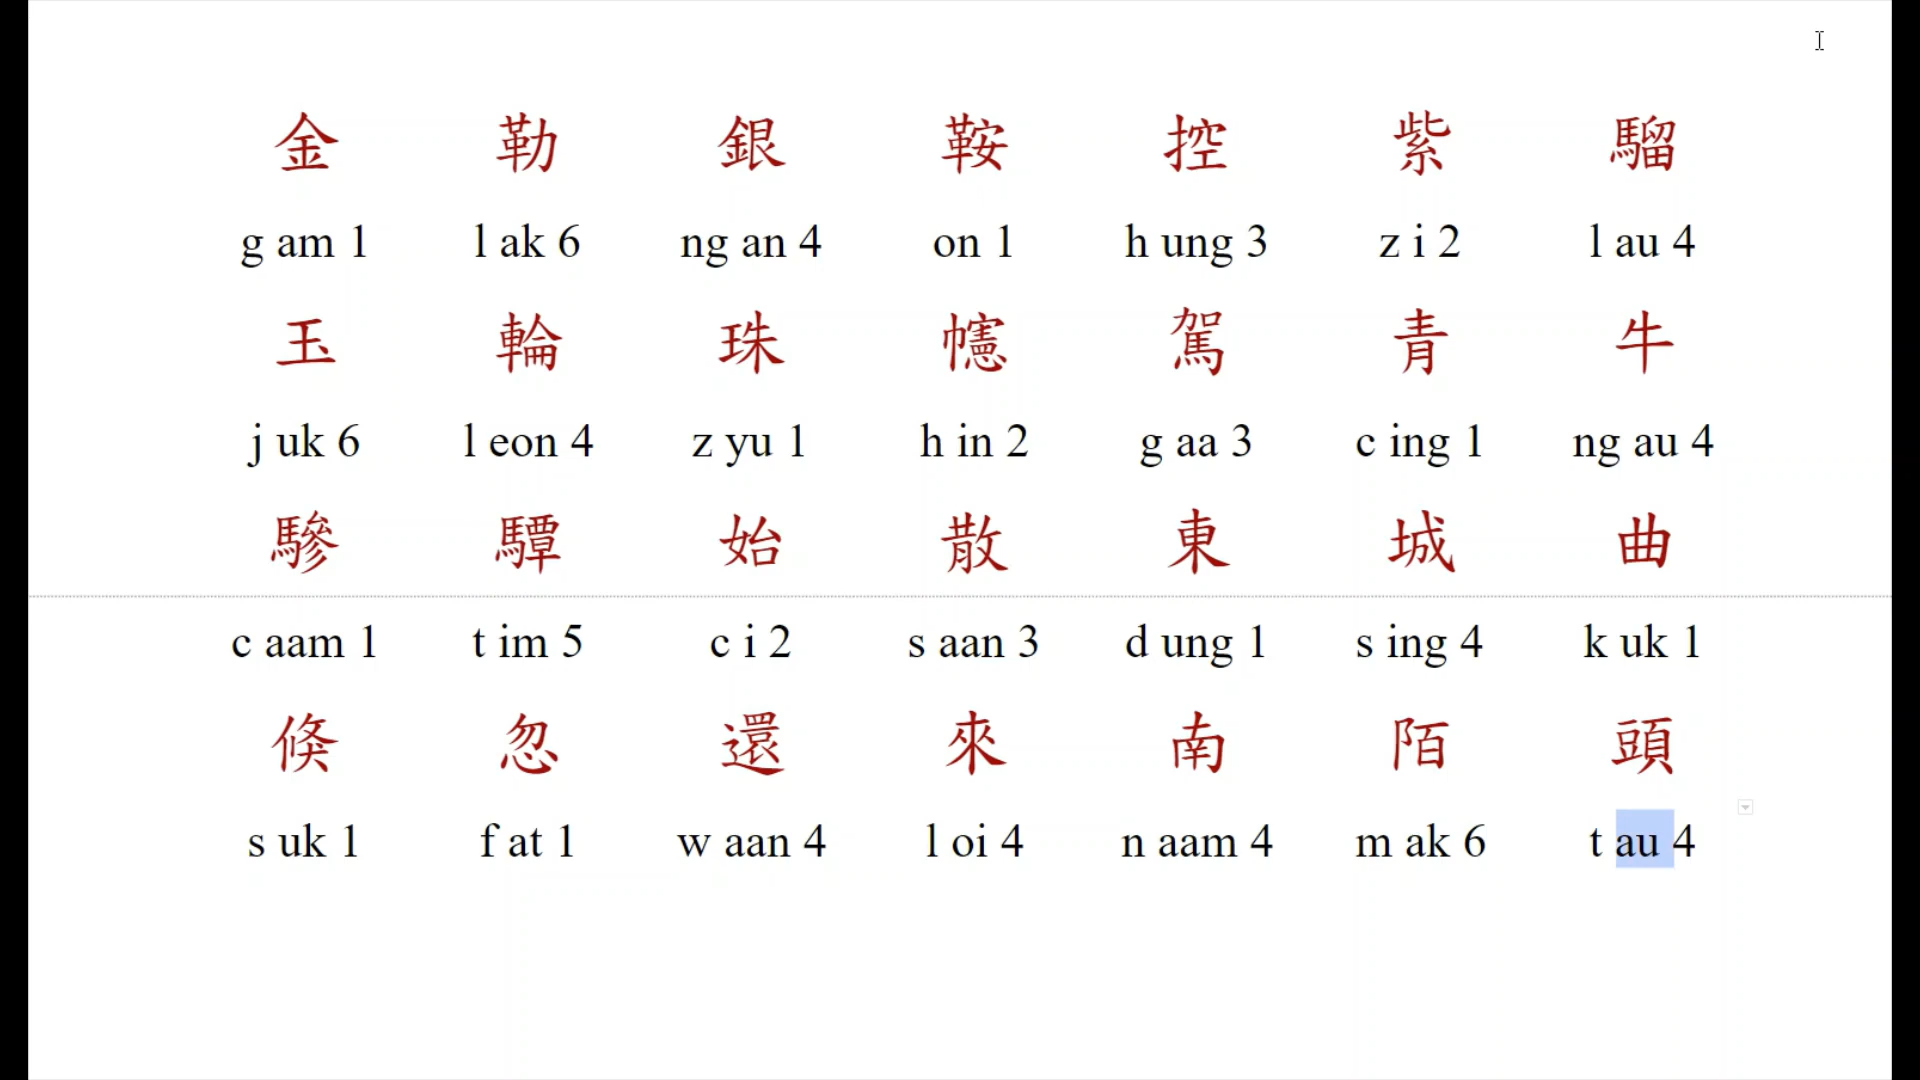 金 勒 銀 鞍 控 紫 騮
g am 1 l ak 6 ng an 4 on 1 h ung 3 z i 2 l au 4
玉 輪 珠 幰 駕 青 牛
j uk 6 l eon 4 z yu 1 h in 2 g aa 3 c ing 1 ng au 4
驂 驔 始 散 東 城 曲
c aam 1 t im 5 c i 2 s aan 3 d ung 1 s ing 4 k uk 1
倏 忽 還 來 南 陌 頭
s uk 1 f at 1 w aan 4 l oi 4 n aam 4 m ak 6 t au 4